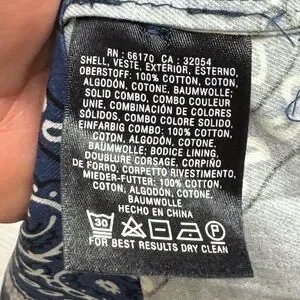 RN : 66170 CA : 32054
SHELL, VESTE, EXTERIOR, ESTERNO,
OBERSTOFF: 100% COTTON, COTON,
ALGODÓN, COTONE, BAUMWOLLE;
SOLID COMBO, COMBO COULEUR
UNIE, COMBINACIÓN DE COLORES
SÓLIDOS, COMBO COLORE SOLIDO,
EINFARBIG COMBO: 100% COTTON,
COTON, ALGODÓN, COTONE,
BAUMWOLLE; BODICE LINING,
DOUBLURE CORSAGE, CORPIÑO
DE FORRO, CORPETTO RIVESTIMENTO,
MIEDER-FUTTER: 100% COTTON,
COTON, ALGODÓN, COTONE,
BAUMWOLLE
HECHO EN CHINA
30
FOR BEST RESULTS DRY CLEAN